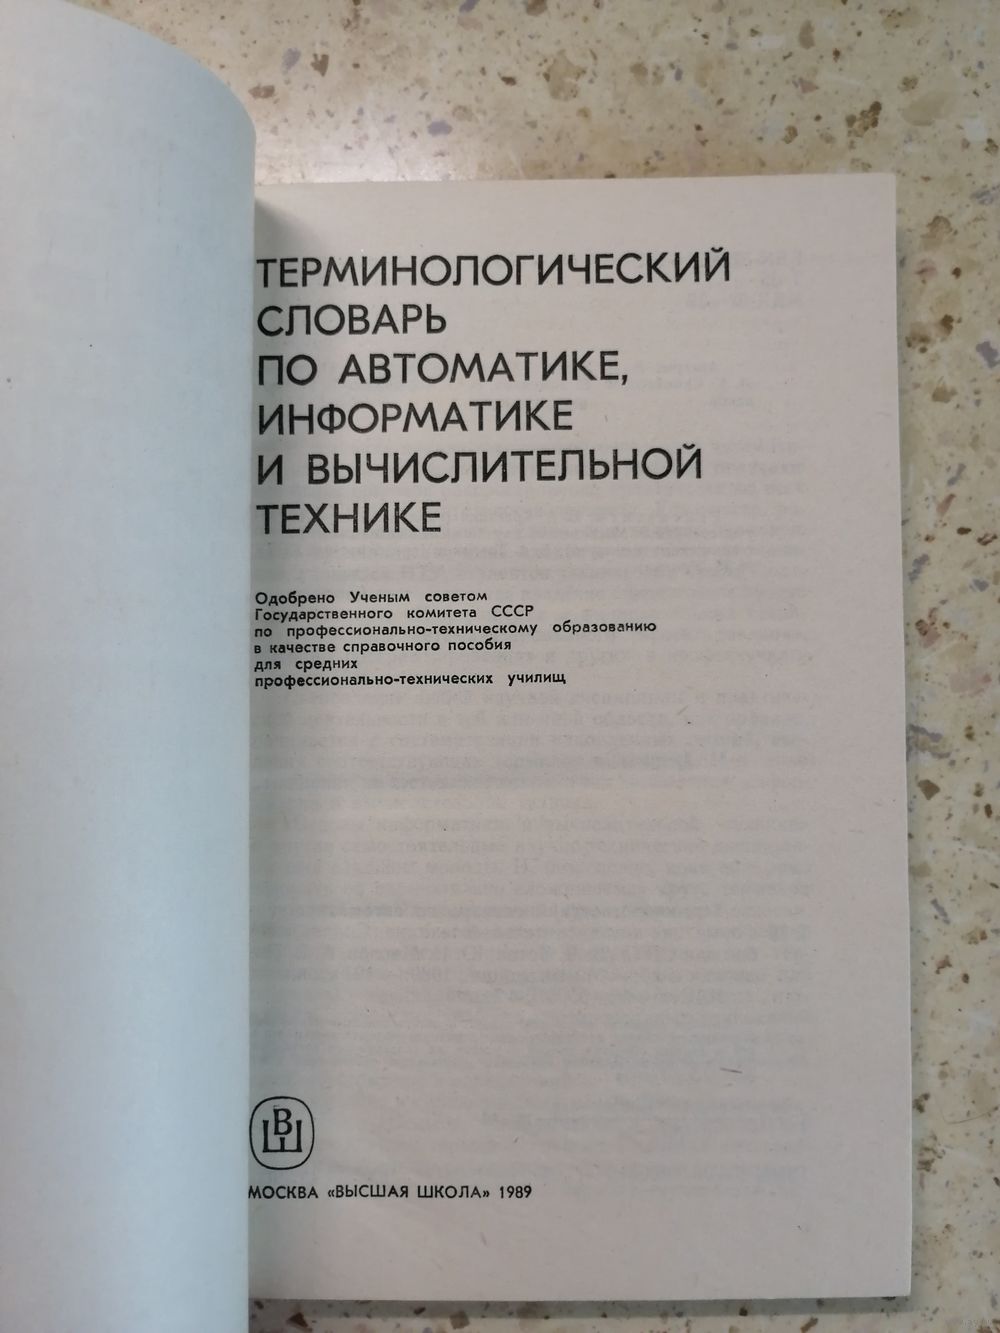 ТЕРМИНОЛОГИЧЕСКИЙ
СЛОВАРЬ
ПО АВТОМАТИКЕ,
ИНФОРМАТИКЕ
И ВЫЧИСЛИТЕЛЬНОЙ
ТЕХНИКЕ
Одобрено Ученым советом
Государственного комитета СССР
по профессионально-техническому образованию
в качестве справочного пособия
для средних
профессионально-технических училищ
ВШ
МОСКВА «ВЫСШАЯ ШКОЛА» 1989